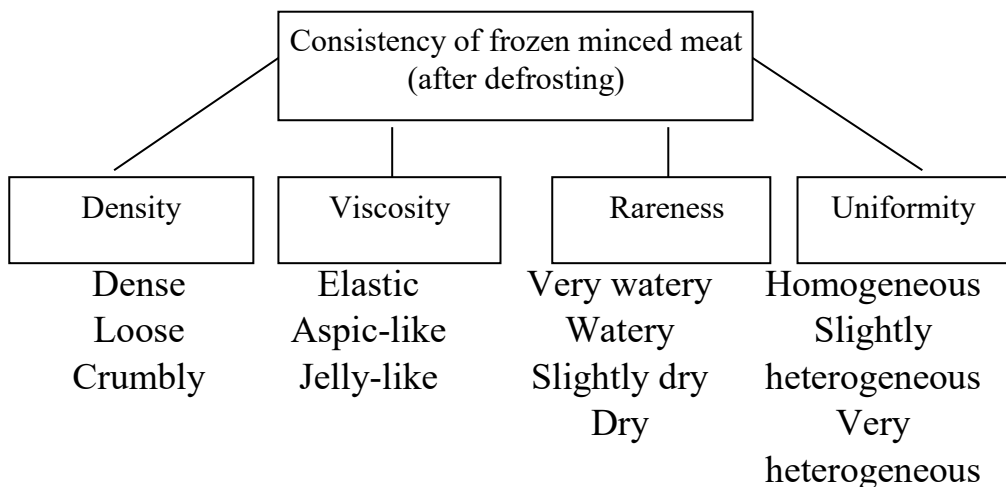 Consistency of frozen minced meat
(after defrosting)
Density
Viscosity
Rareness
Uniformity
Dense
Loose
Crumbly
Elastic
Aspic-like
Jelly-like
Very watery
Watery
Slightly dry
Dry
Homogeneous
Slightly
heterogeneous
Very
heterogeneous